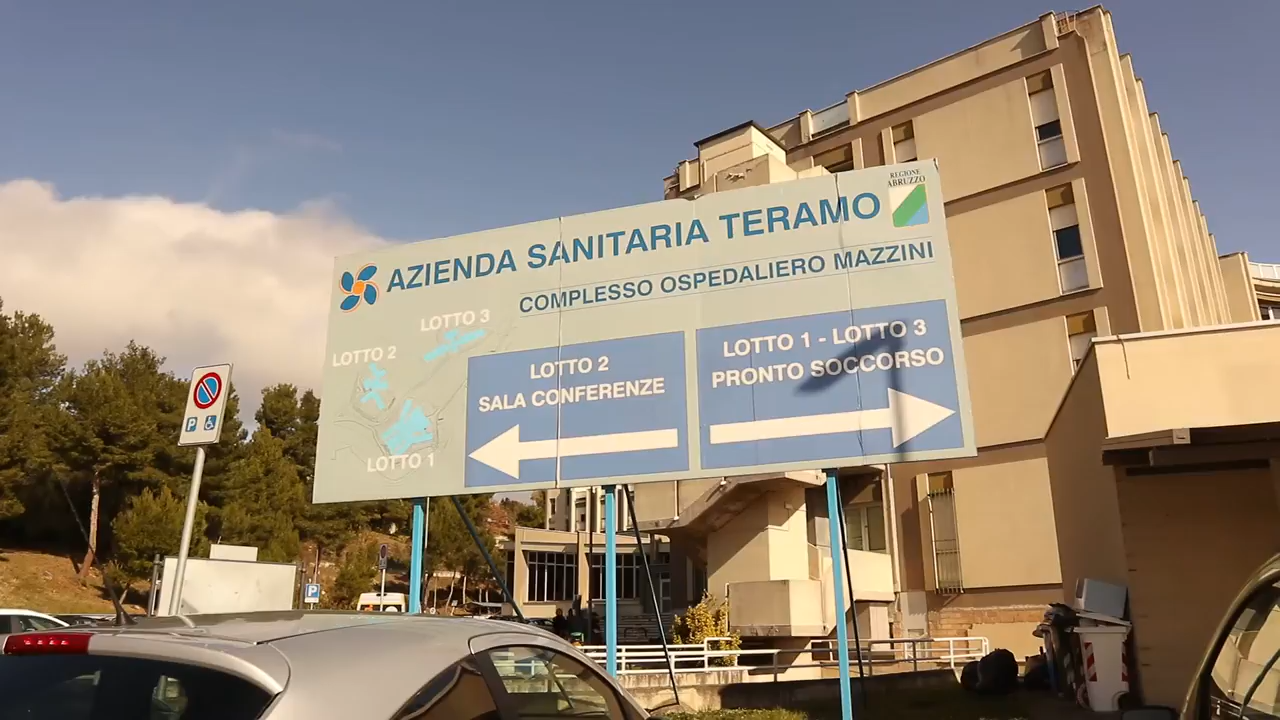 REGIONE
ABRUZZO
AZIENDA SANITARIA TERAMO
COMPLESSO OSPEDALIERO MAZZINI
LOTTO 3
LOTTO 2
LOTTO 1
LOTTO 2
SALA CONFERENZE
LOTTO 1 - LOTTO 3
PRONTO SOCCORSO
P
P